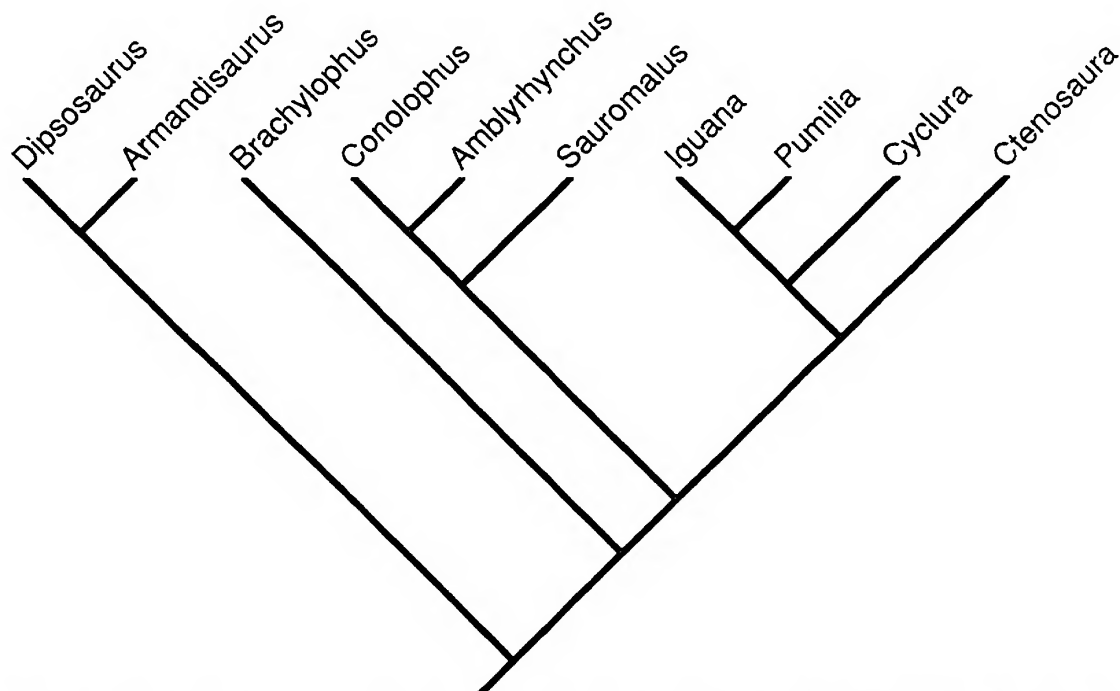 Dipsosaurus
Armandisaurus
Brachylophus
Conolophus
Amblyrhynchus
Sauromalus
Iguana
Pumilia
Cyclura
Ctenosaura